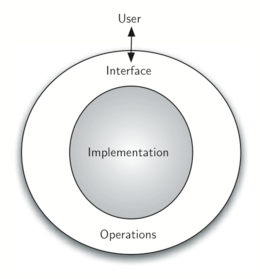 User
Interface
Implementation
Operations